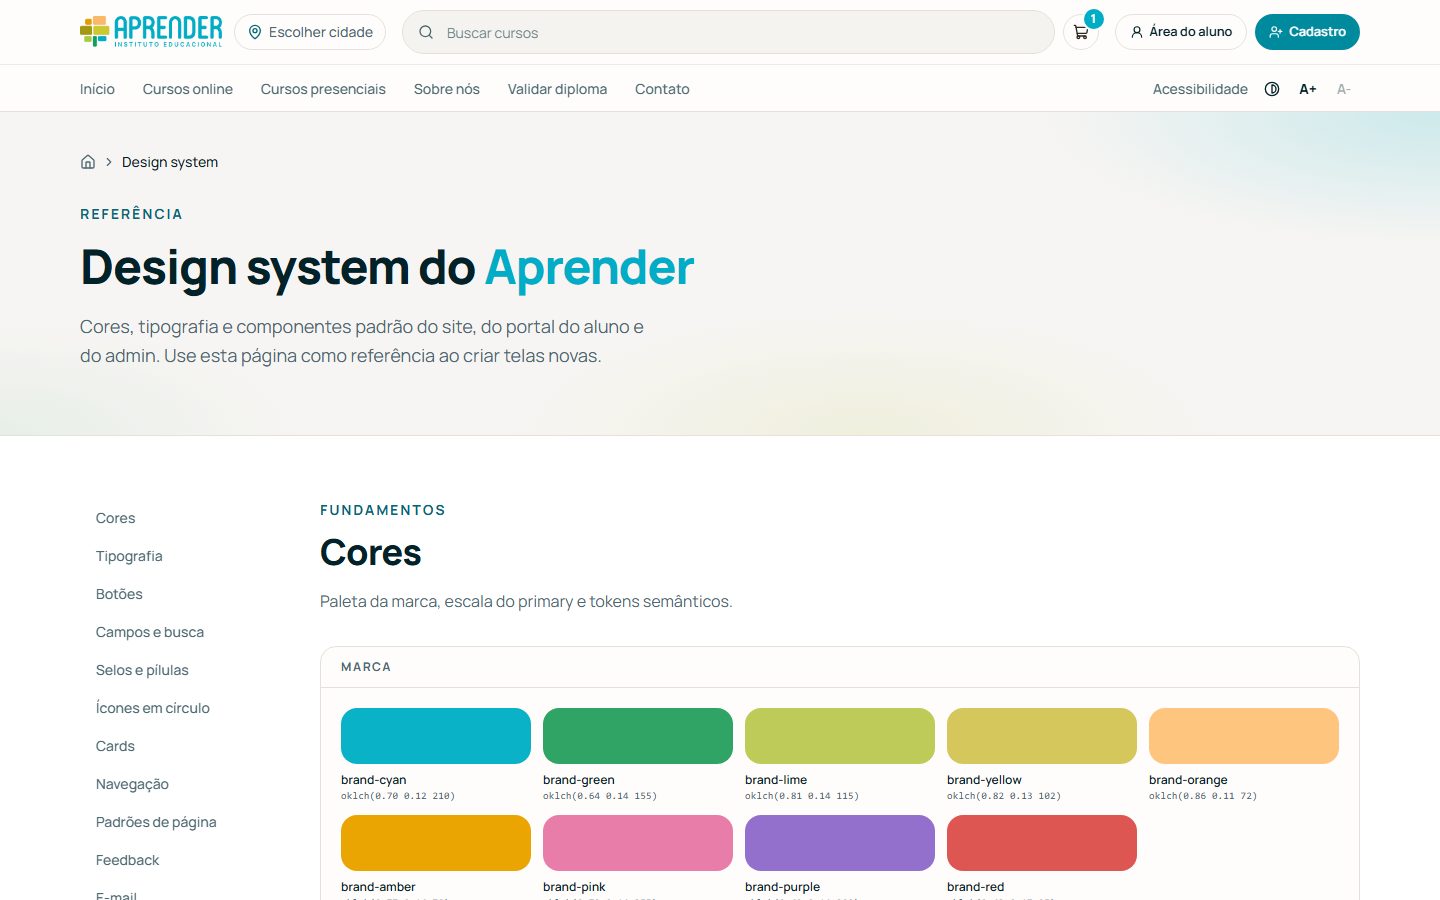 APRENDER
INSTITUTO EDUCACIONAL
Escolher cidade
Buscar cursos
1
Área do aluno
Cadastro
Início
Cursos online
Cursos presenciais
Sobre nós
Validar diploma
Contato
Acessibilidade
A+
A-
Design system
REFERÊNCIA
Design system do Aprender
Cores, tipografia e componentes padrão do site, do portal do aluno e
do admin. Use esta página como referência ao criar telas novas.
Cores
Tipografia
Botões
Campos e busca
Selos e pílulas
Ícones em círculo
Cards
Navegação
Padrões de página
Feedback
E-mail
FUNDAMENTOS
Cores
Paleta da marca, escala do primary e tokens semânticos.
MARCA
brand-cyan
oklch(0.70 0.12 210)
brand-green
oklch(0.64 0.14 155)
brand-lime
oklch(0.81 0.14 115)
brand-yellow
oklch(0.82 0.13 102)
brand-orange
oklch(0.86 0.11 72)
brand-amber
brand-pink
brand-purple
brand-red